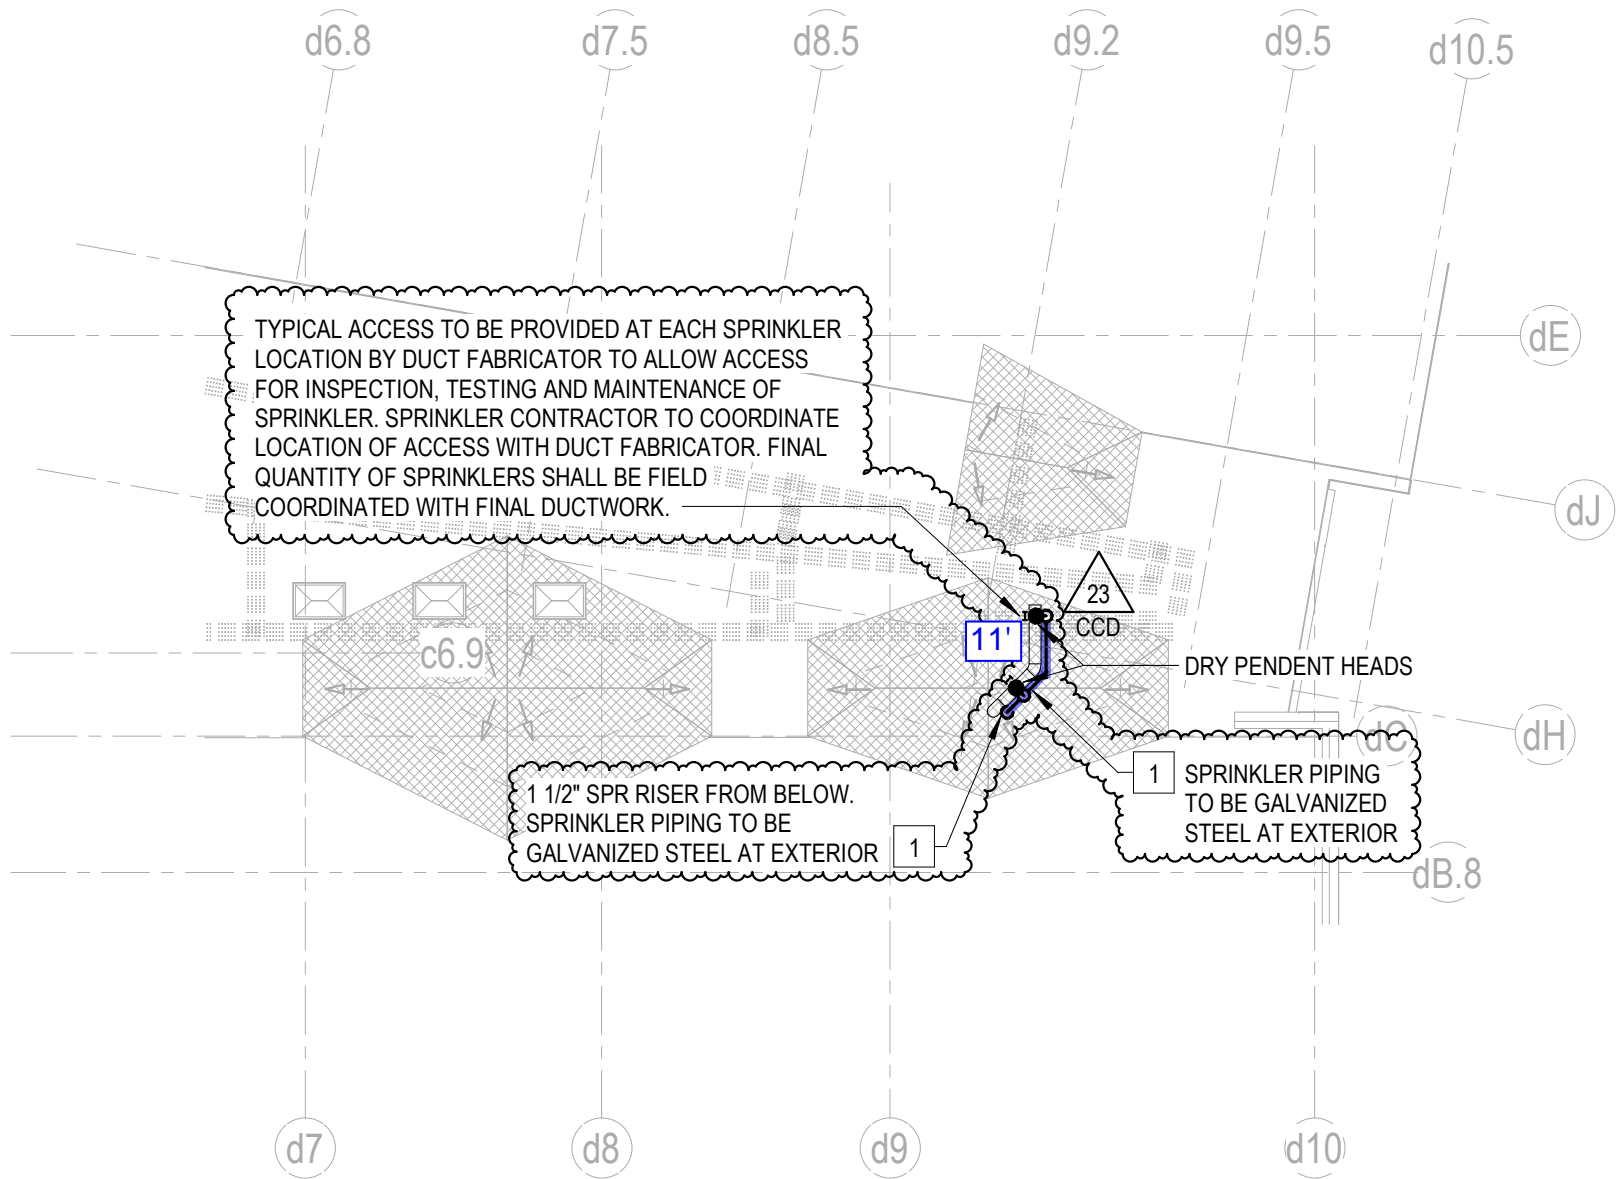 d6.8
d7.5
d8.5
d9.2
d9.5
d10.5
TYPICAL ACCESS TO BE PROVIDED AT EACH SPRINKLER
LOCATION BY DUCT FABRICATOR TO ALLOW ACCESS
FOR INSPECTION, TESTING AND MAINTENANCE OF
SPRINKLER. SPRINKLER CONTRACTOR TO COORDINATE
LOCATION OF ACCESS WITH DUCT FABRICATOR. FINAL
QUANTITY OF SPRINKLERS SHALL BE FIELD
COORDINATED WITH FINAL DUCTWORK.
dE
dJ
23
CCD
11'
c6.9
DRY PENDENT HEADS
dC
dH
1
SPRINKLER PIPING
TO BE GALVANIZED
STEEL AT EXTERIOR
1 1/2" SPR RISER FROM BELOW.
SPRINKLER PIPING TO BE
GALVANIZED STEEL AT EXTERIOR
1
dB.8
d7
d8
d9
d10